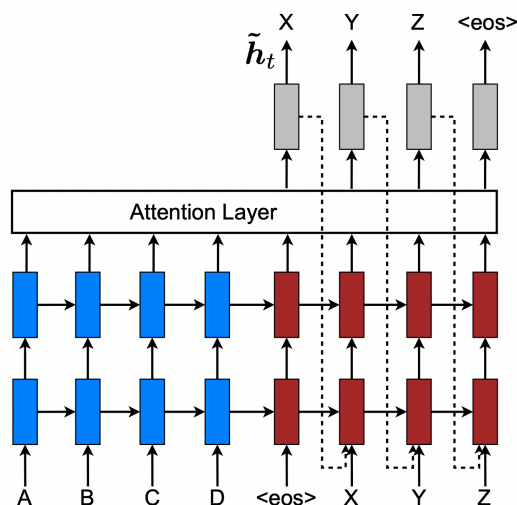 X Y Z <eos>
h̃t
Attention Layer
A B C D <eos> X Y Z